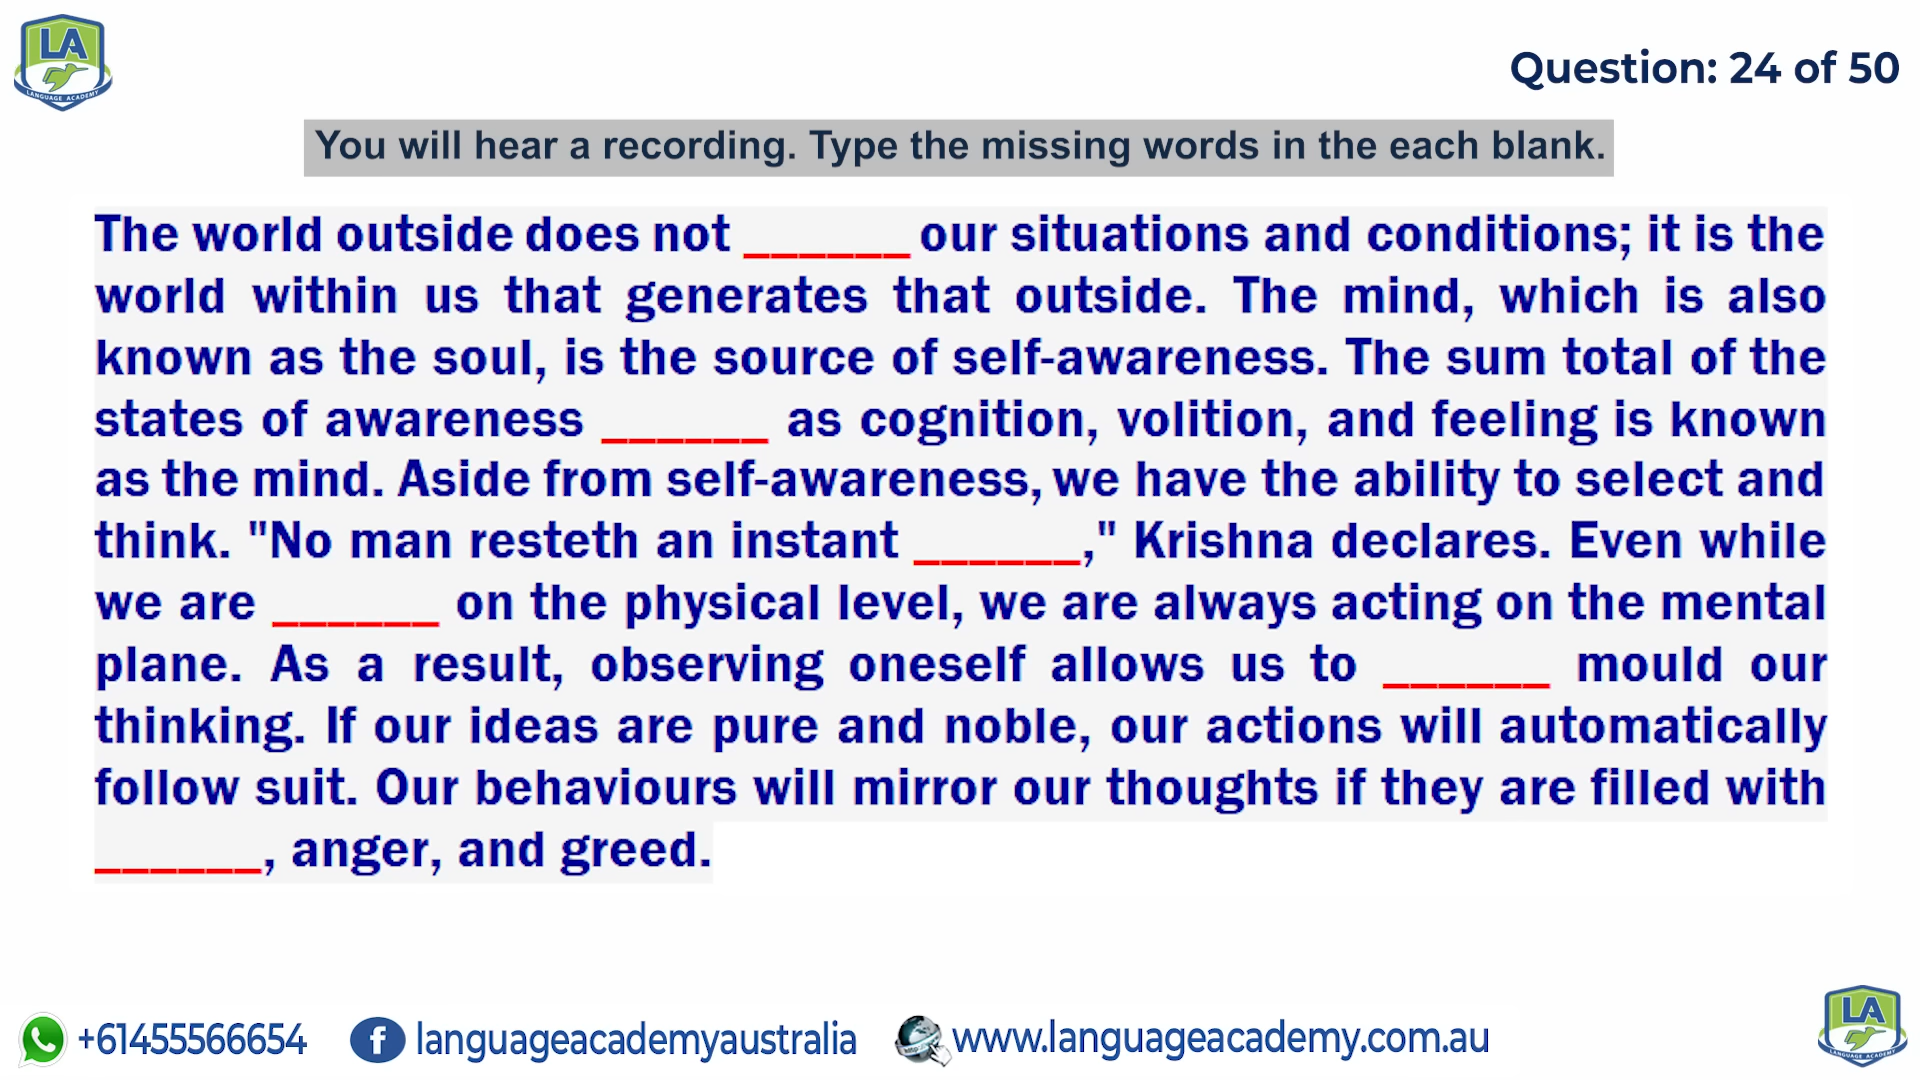 LA
LANGUAGE ACADEMY
Question: 24 of 50
You will hear a recording. Type the missing words in the each blank.
The world outside does not ______ our situations and conditions; it is the
world within us that generates that outside. The mind, which is also
known as the soul, is the source of self-awareness. The sum total of the
states of awareness ______ as cognition, volition, and feeling is known
as the mind. Aside from self-awareness, we have the ability to select and
think. "No man resteth an instant ______," Krishna declares. Even while
we are ______ on the physical level, we are always acting on the mental
plane. As a result, observing oneself allows us to ______ mould our
thinking. If our ideas are pure and noble, our actions will automatically
follow suit. Our behaviours will mirror our thoughts if they are filled with
______, anger, and greed.
+61455566654
f languageacademyaustralia
http:// www.languageacademy.com.au
LA
LANGUAGE ACADEMY